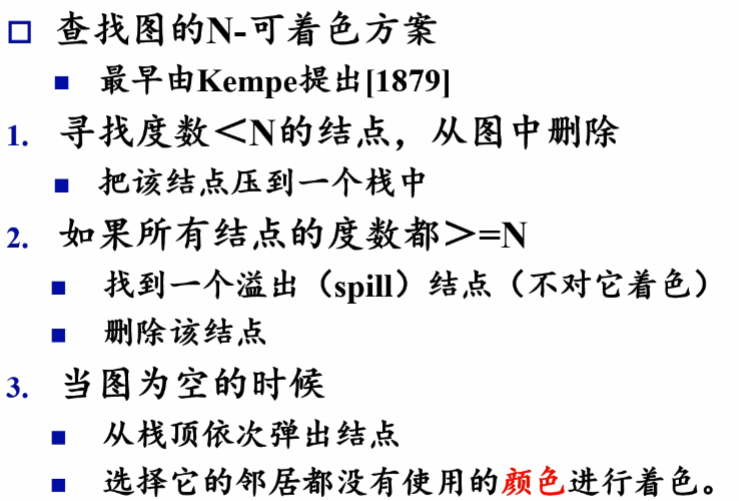 查找图的N-可着色方案
最早由Kempe提出[1879]
1. 寻找度数＜N的结点，从图中删除
把该结点压到一个栈中
2. 如果所有结点的度数都＞=N
找到一个溢出（spill）结点（不对它着色）
删除该结点
3. 当图为空的时候
从栈顶依次弹出结点
选择它的邻居都没有使用的颜色进行着色。